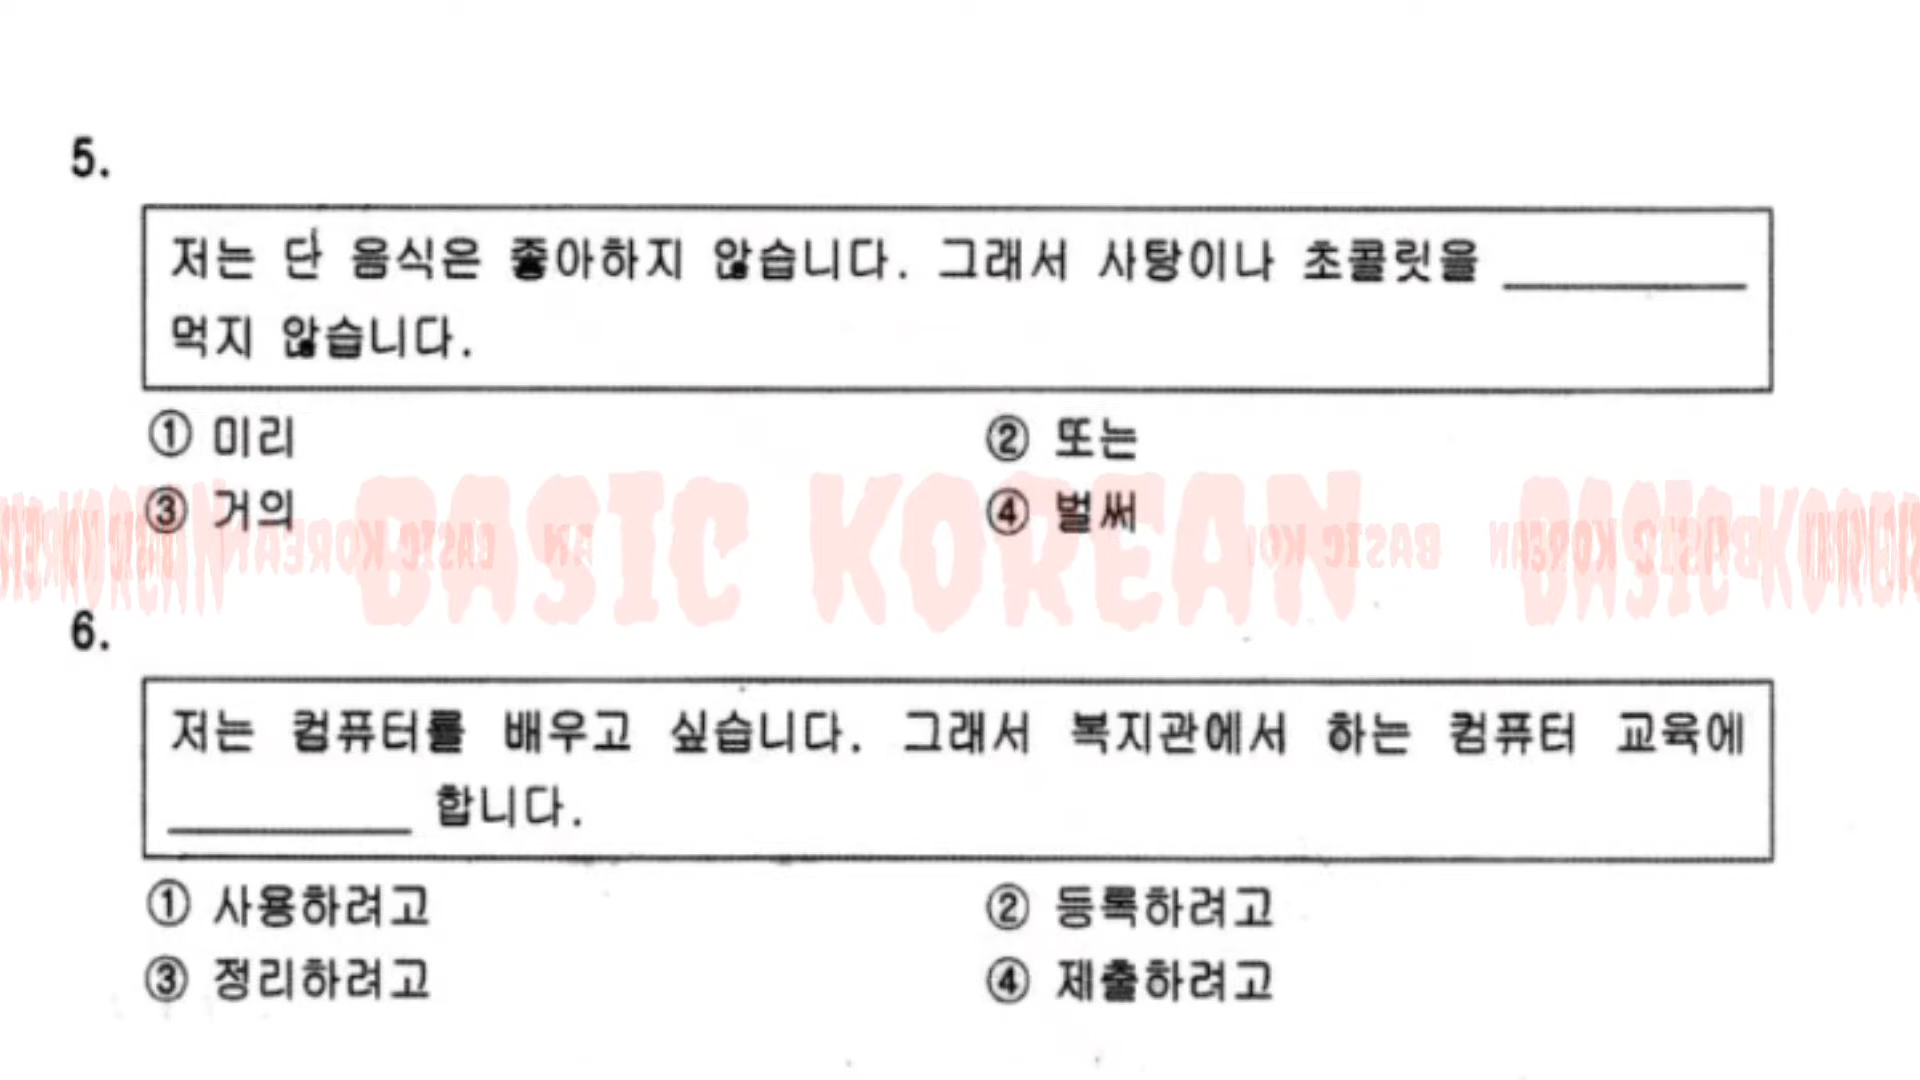 5.
저는 단 음식은 좋아하지 않습니다. 그래서 사탕이나 초콜릿을 ________
먹지 않습니다.
① 미리 ② 또는
③ 거의 ④ 벌써
BASIC KOREAN
6.
저는 컴퓨터를 배우고 싶습니다. 그래서 복지관에서 하는 컴퓨터 교육에
________ 합니다.
① 사용하려고 ② 등록하려고
③ 정리하려고 ④ 제출하려고